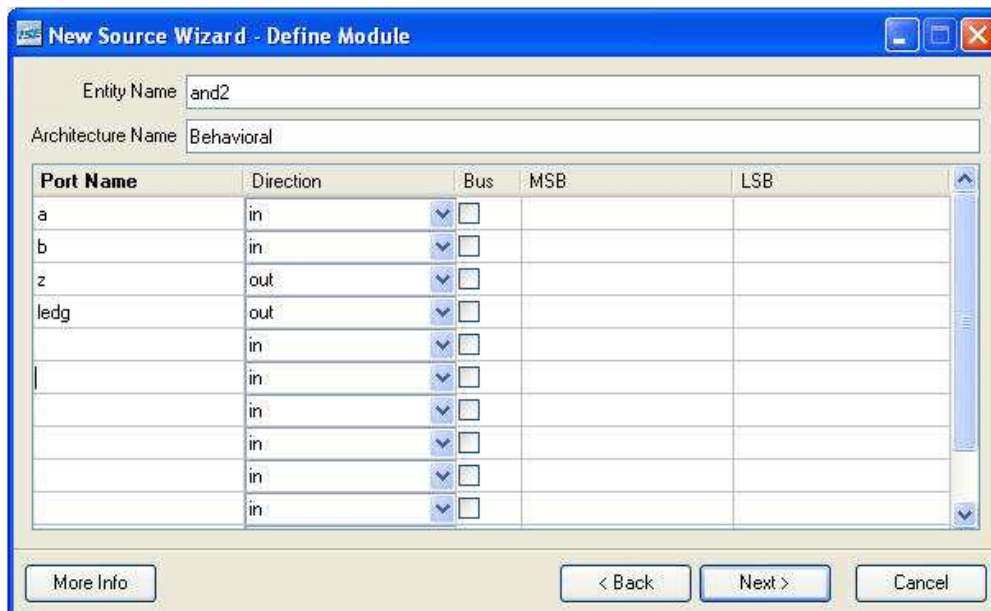 ISE New Source Wizard - Define Module
Entity Name and2
Architecture Name Behavioral
Port Name Direction Bus MSB LSB
a in
b in
z out
ledg out
in
in
in
in
in
in
More Info < Back Next > Cancel